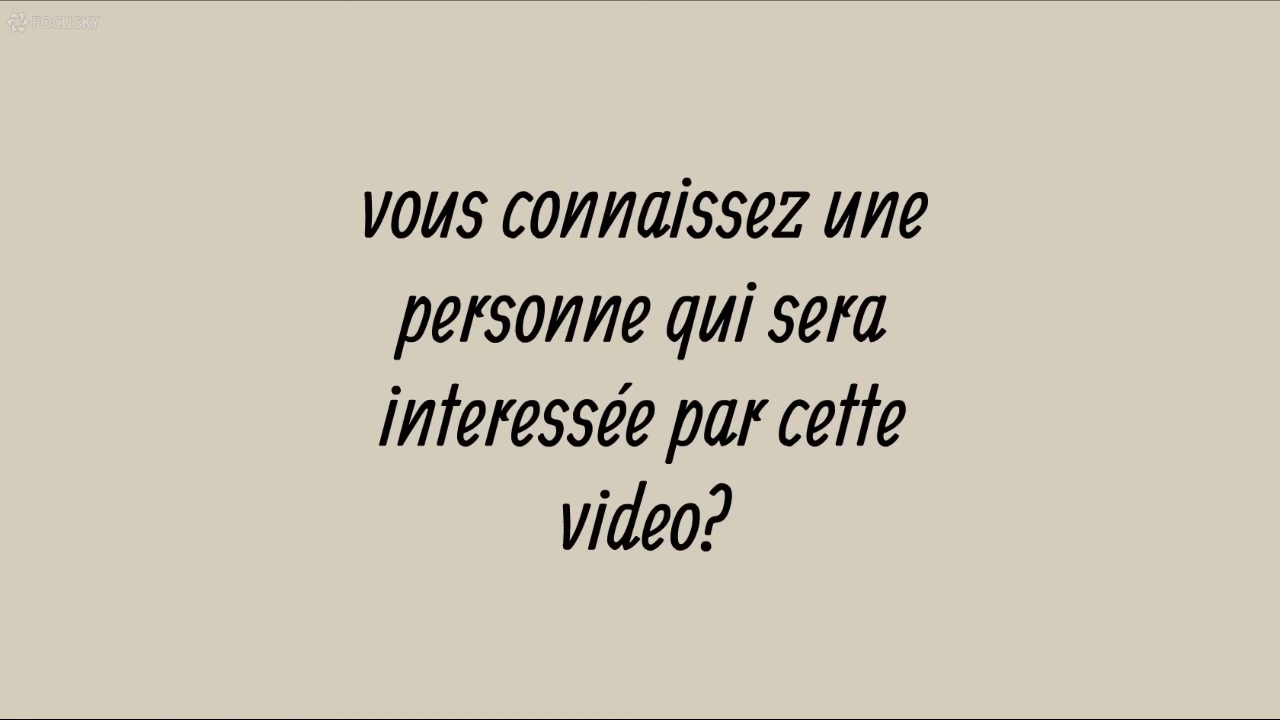 FOCUSKY
vous connaissez une
personne qui sera
interessée par cette
video?